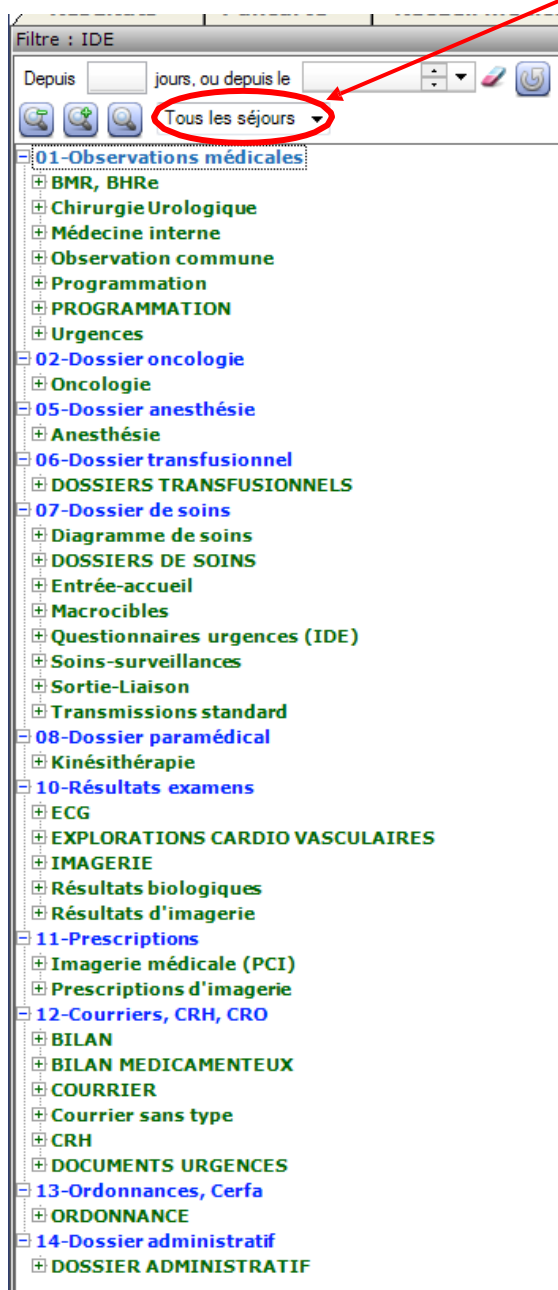 Filtre : IDE
Depuis jours, ou depuis le
Tous les séjours
01-Observations médicales
BMR, BHRe
Chirurgie Urologique
Médecine interne
Observation commune
Programmation
PROGRAMMATION
Urgences
02-Dossier oncologie
Oncologie
05-Dossier anesthésie
Anesthésie
06-Dossier transfusionnel
DOSSIERS TRANSFUSIONNELS
07-Dossier de soins
Diagramme de soins
DOSSIERS DE SOINS
Entrée-accueil
Macrocibles
Questionnaires urgences (IDE)
Soins-surveillances
Sortie-Liaison
Transmissions standard
08-Dossier paramédical
Kinésithérapie
10-Résultats examens
ECG
EXPLORATIONS CARDIO VASCULAIRES
IMAGERIE
Résultats biologiques
Résultats d'imagerie
11-Prescriptions
Imagerie médicale (PCI)
Prescriptions d'imagerie
12-Courriers, CRH, CRO
BILAN
BILAN MEDICAMENTEUX
COURRIER
Courrier sans type
CRH
DOCUMENTS URGENCES
13-Ordonnances, Cerfa
ORDONNANCE
14-Dossier administratif
DOSSIER ADMINISTRATIF